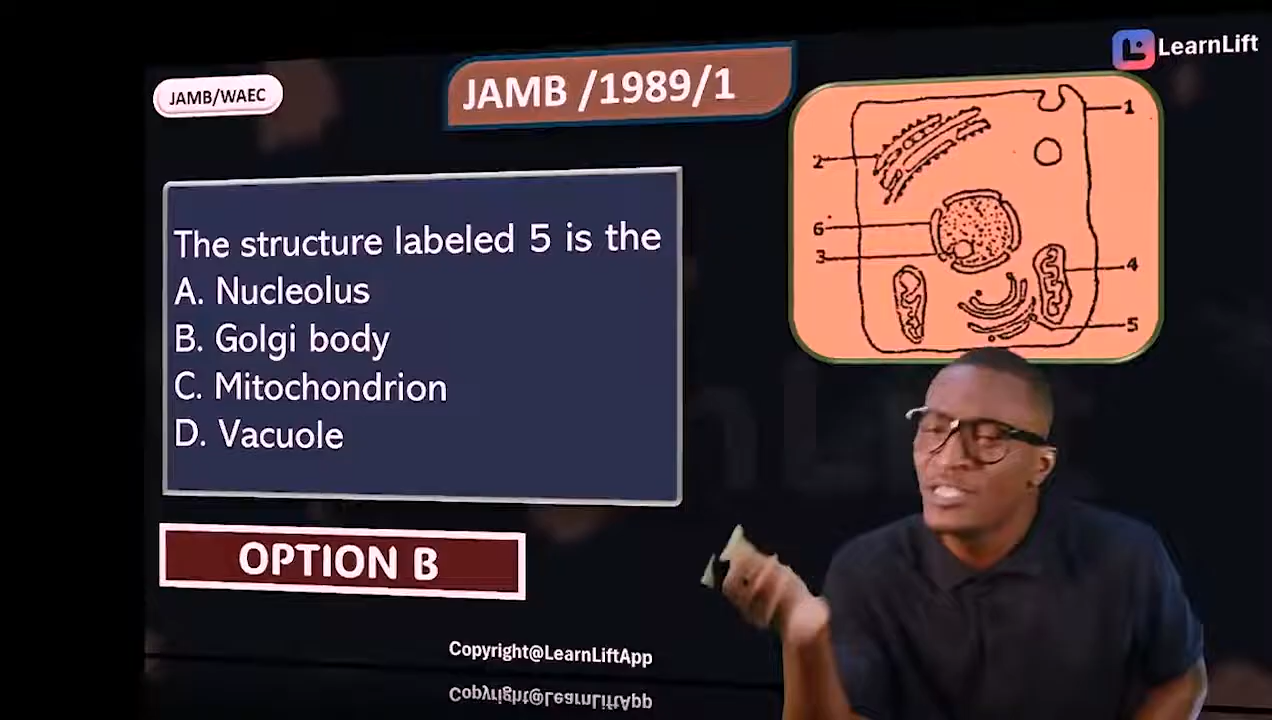 LearnLift
JAMB/WAEC
JAMB /1989/1
The structure labeled 5 is the
A. Nucleolus
B. Golgi body
C. Mitochondrion
D. Vacuole
1
2
6
3
4
5
OPTION B
Copyright@LearnLiftApp
Copyright@LearnLiftApp